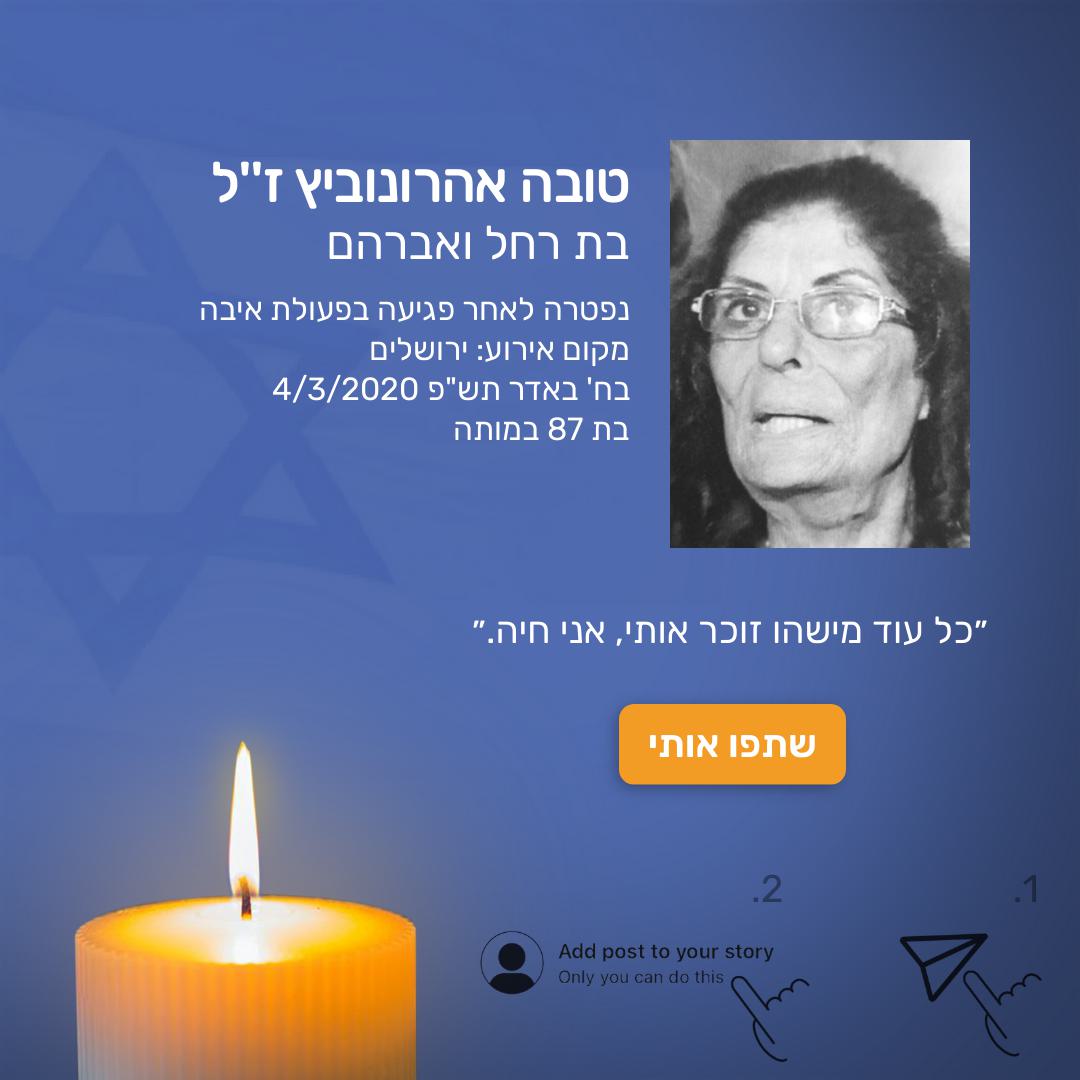 טובה אהרונוביץ ז"ל
בת רחל ואברהם
נפטרה לאחר פגיעה בפעולת איבה
מקום אירוע: ירושלים
בח' באדר תש"פ 4/3/2020
בת 87 במותה
״כל עוד מישהו זוכר אותי, אני חיה.״
שתפו אותי
1.
2.
Add post to your story
Only you can do this